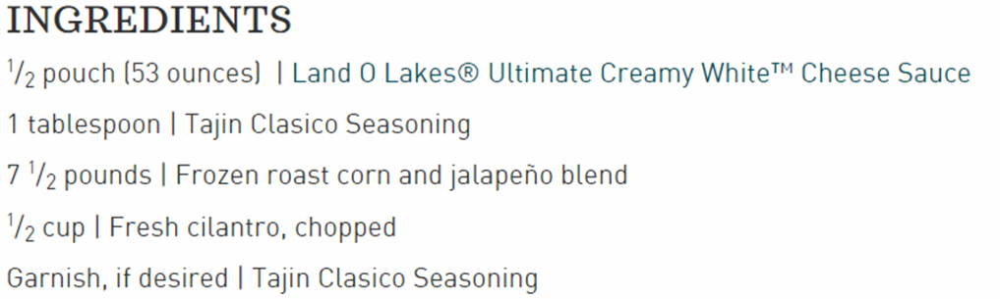 INGREDIENTS
1/2 pouch (53 ounces) | Land O Lakes® Ultimate Creamy White™ Cheese Sauce
1 tablespoon | Tajin Clasico Seasoning
7 1/2 pounds | Frozen roast corn and jalapeño blend
1/2 cup | Fresh cilantro, chopped
Garnish, if desired | Tajin Clasico Seasoning